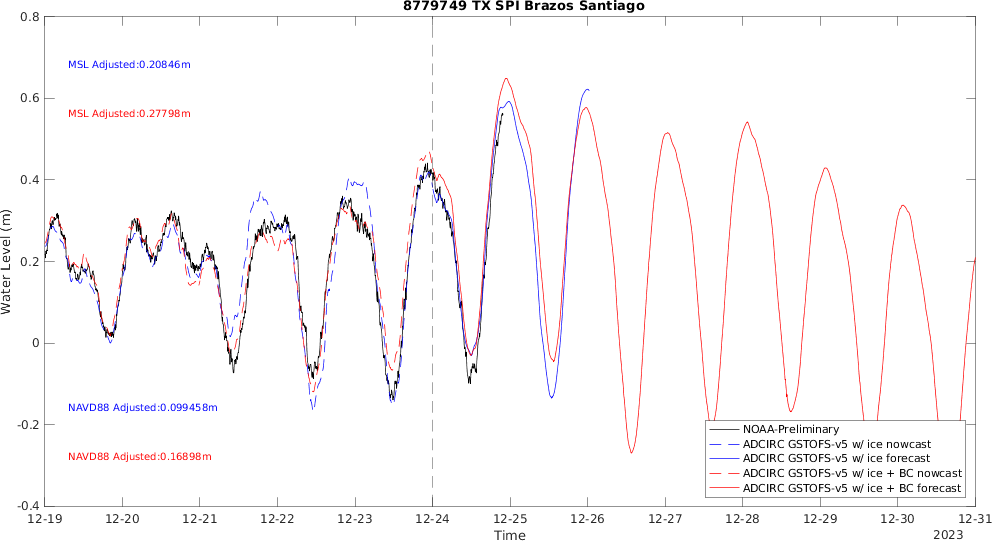 8779749 TX SPI Brazos Santiago
0.8
0.6
0.4
0.2
0
-0.2
-0.4
Water Level (m)
MSL Adjusted:0.20846m
MSL Adjusted:0.27798m
NAVD88 Adjusted:0.099458m
NAVD88 Adjusted:0.16898m
NOAA-Preliminary
ADCIRC GSTOFS-v5 w/ ice nowcast
ADCIRC GSTOFS-v5 w/ ice forecast
ADCIRC GSTOFS-v5 w/ ice + BC nowcast
ADCIRC GSTOFS-v5 w/ ice + BC forecast
12-19 12-20 12-21 12-22 12-23 12-24 12-25 12-26 12-27 12-28 12-29 12-30 12-31
Time
2023